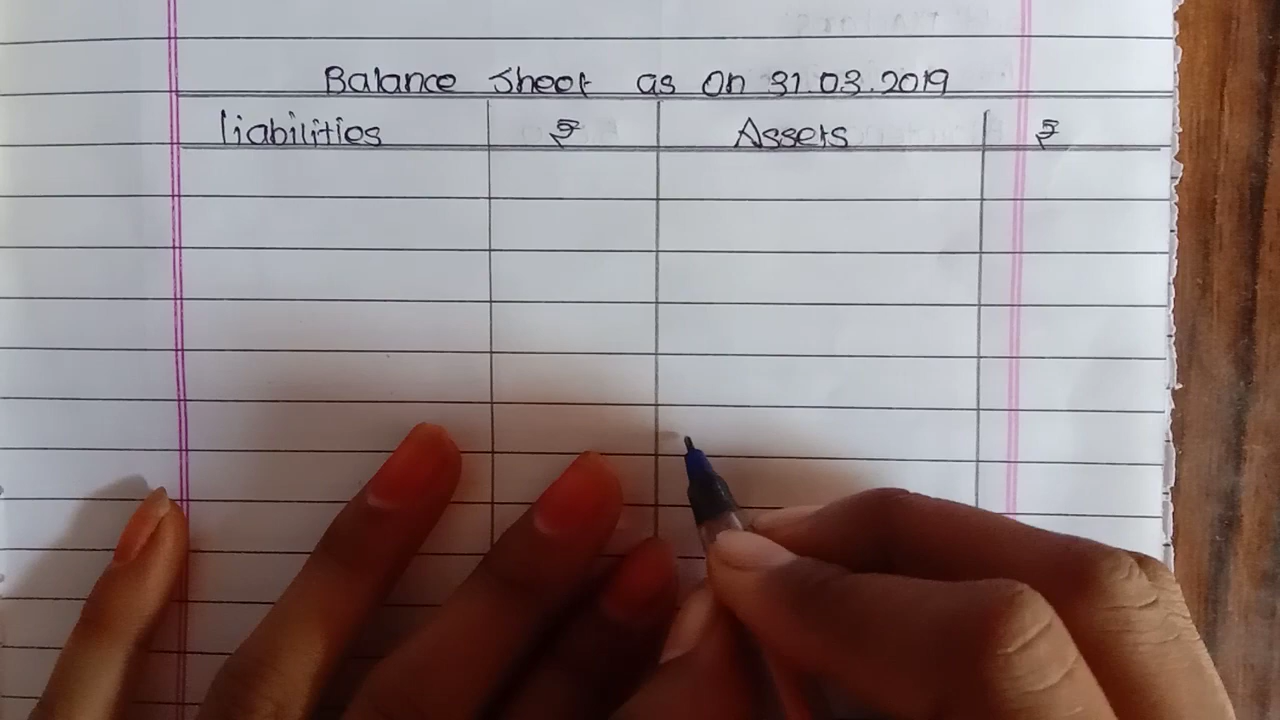 Balance Sheet as on 31.03.2019
Liabilities ₹ Assets ₹